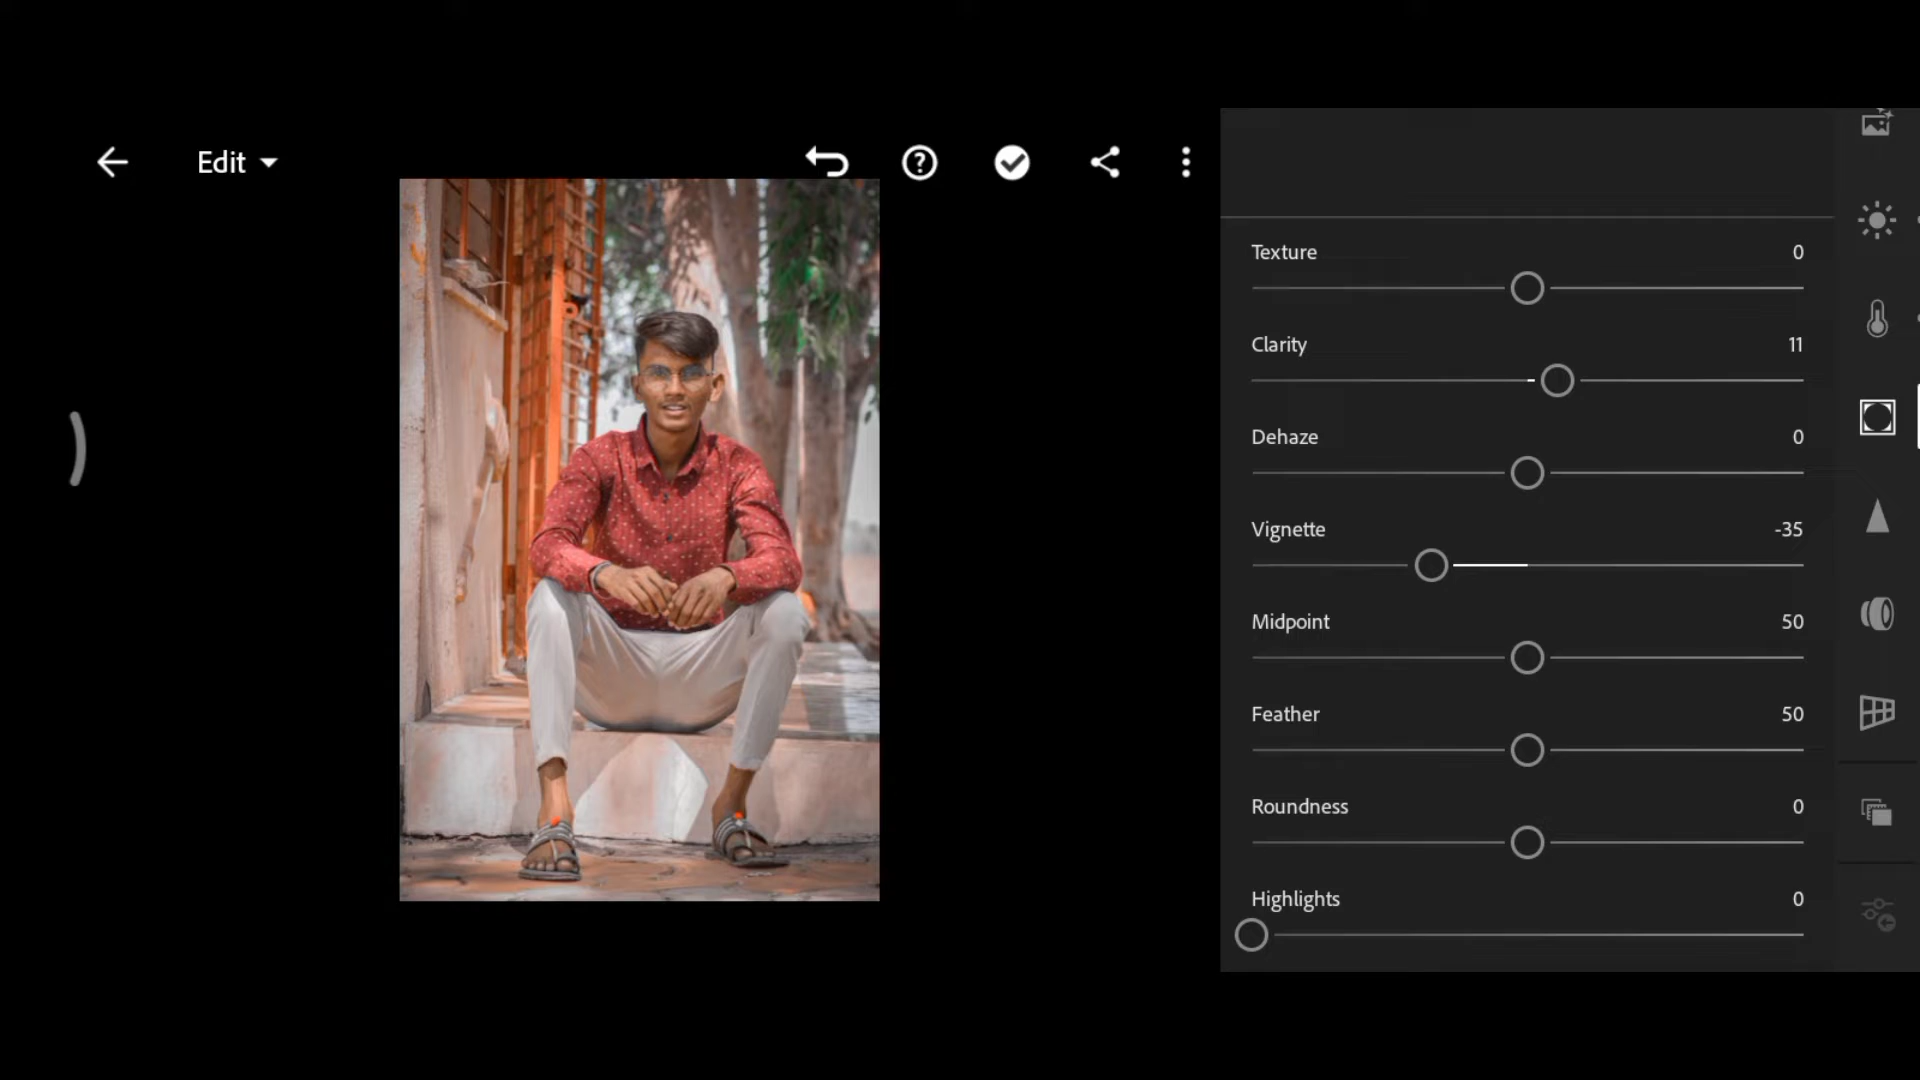 Edit
Texture 0
Clarity 11
Dehaze 0
Vignette -35
Midpoint 50
Feather 50
Roundness 0
Highlights 0